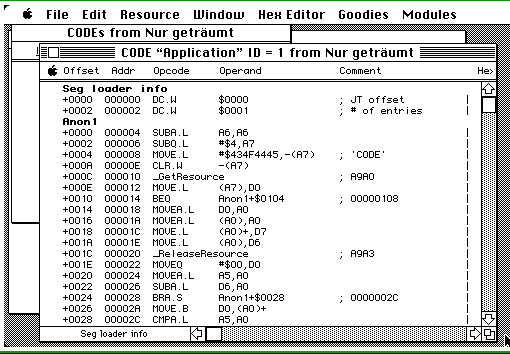 File Edit Resource Window Hex Editor Goodies Modules
CODEs from Nur geträumt
CODE “Application” ID = 1 from Nur geträumt
Offset Addr Opcode Operand Comment Hex
Seg loader info
+0000 000000 DC.W $0000 ; JT offset
+0002 000002 DC.W $0001 ; # of entries
Anon1
+0000 000004 SUBA.L A6,A6
+0002 000006 SUBQ.L #$4,A7
+0004 000008 MOVE.L #$434F4445,-(A7) ; 'CODE'
+000A 00000E CLR.W -(A7)
+000C 000010 _GetResource ; A9A0
+000E 000012 MOVE.L (A7),D0
+0010 000014 BEQ Anon1+$0104 ; 00000108
+0014 000018 MOVEA.L D0,A0
+0016 00001A MOVEA.L (A0),A0
+0018 00001C MOVE.L (A0)+,D7
+001A 00001E MOVE.L (A0),D6
+001C 000020 _ReleaseResource ; A9A3
+001E 000022 MOVEQ #$00,D0
+0020 000024 MOVEA.L A5,A0
+0022 000026 SUBA.L D6,A0
+0024 000028 BRA.S Anon1+$0028 ; 0000002C
+0026 00002A MOVE.B D0,(A0)+
+0028 00002C CMPA.L A5,A0
Seg loader info